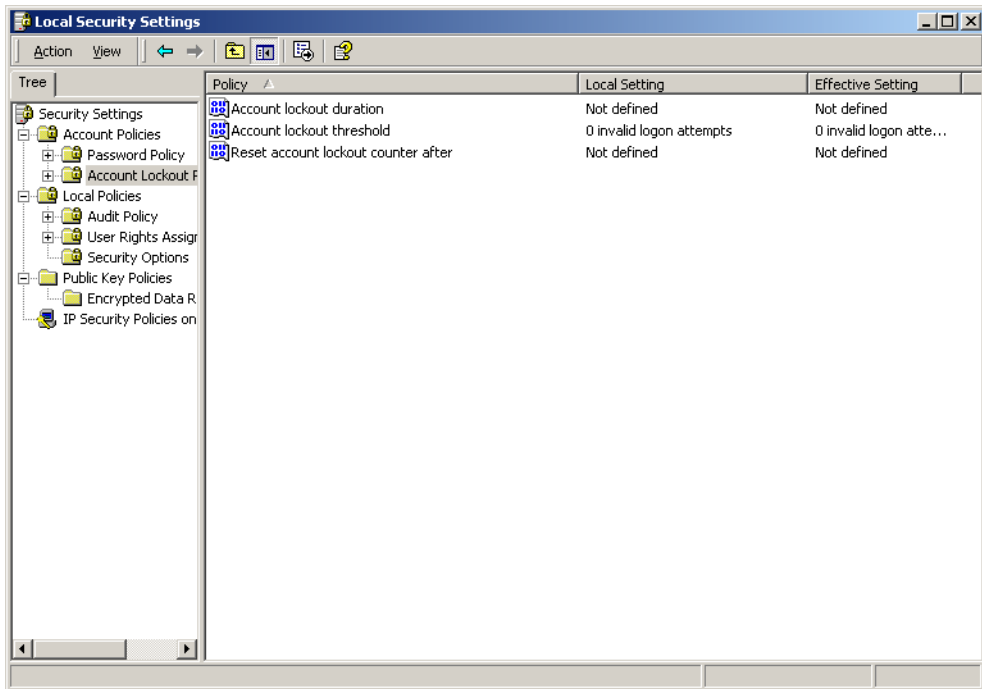 Local Security Settings
Action View
Tree
Policy Local Setting Effective Setting
Security Settings
Account Policies
Password Policy
Account Lockout P
Local Policies
Audit Policy
User Rights Assigr
Security Options
Public Key Policies
Encrypted Data R
IP Security Policies on
Account lockout duration Not defined Not defined
Account lockout threshold 0 invalid logon attempts 0 invalid logon atte...
Reset account lockout counter after Not defined Not defined